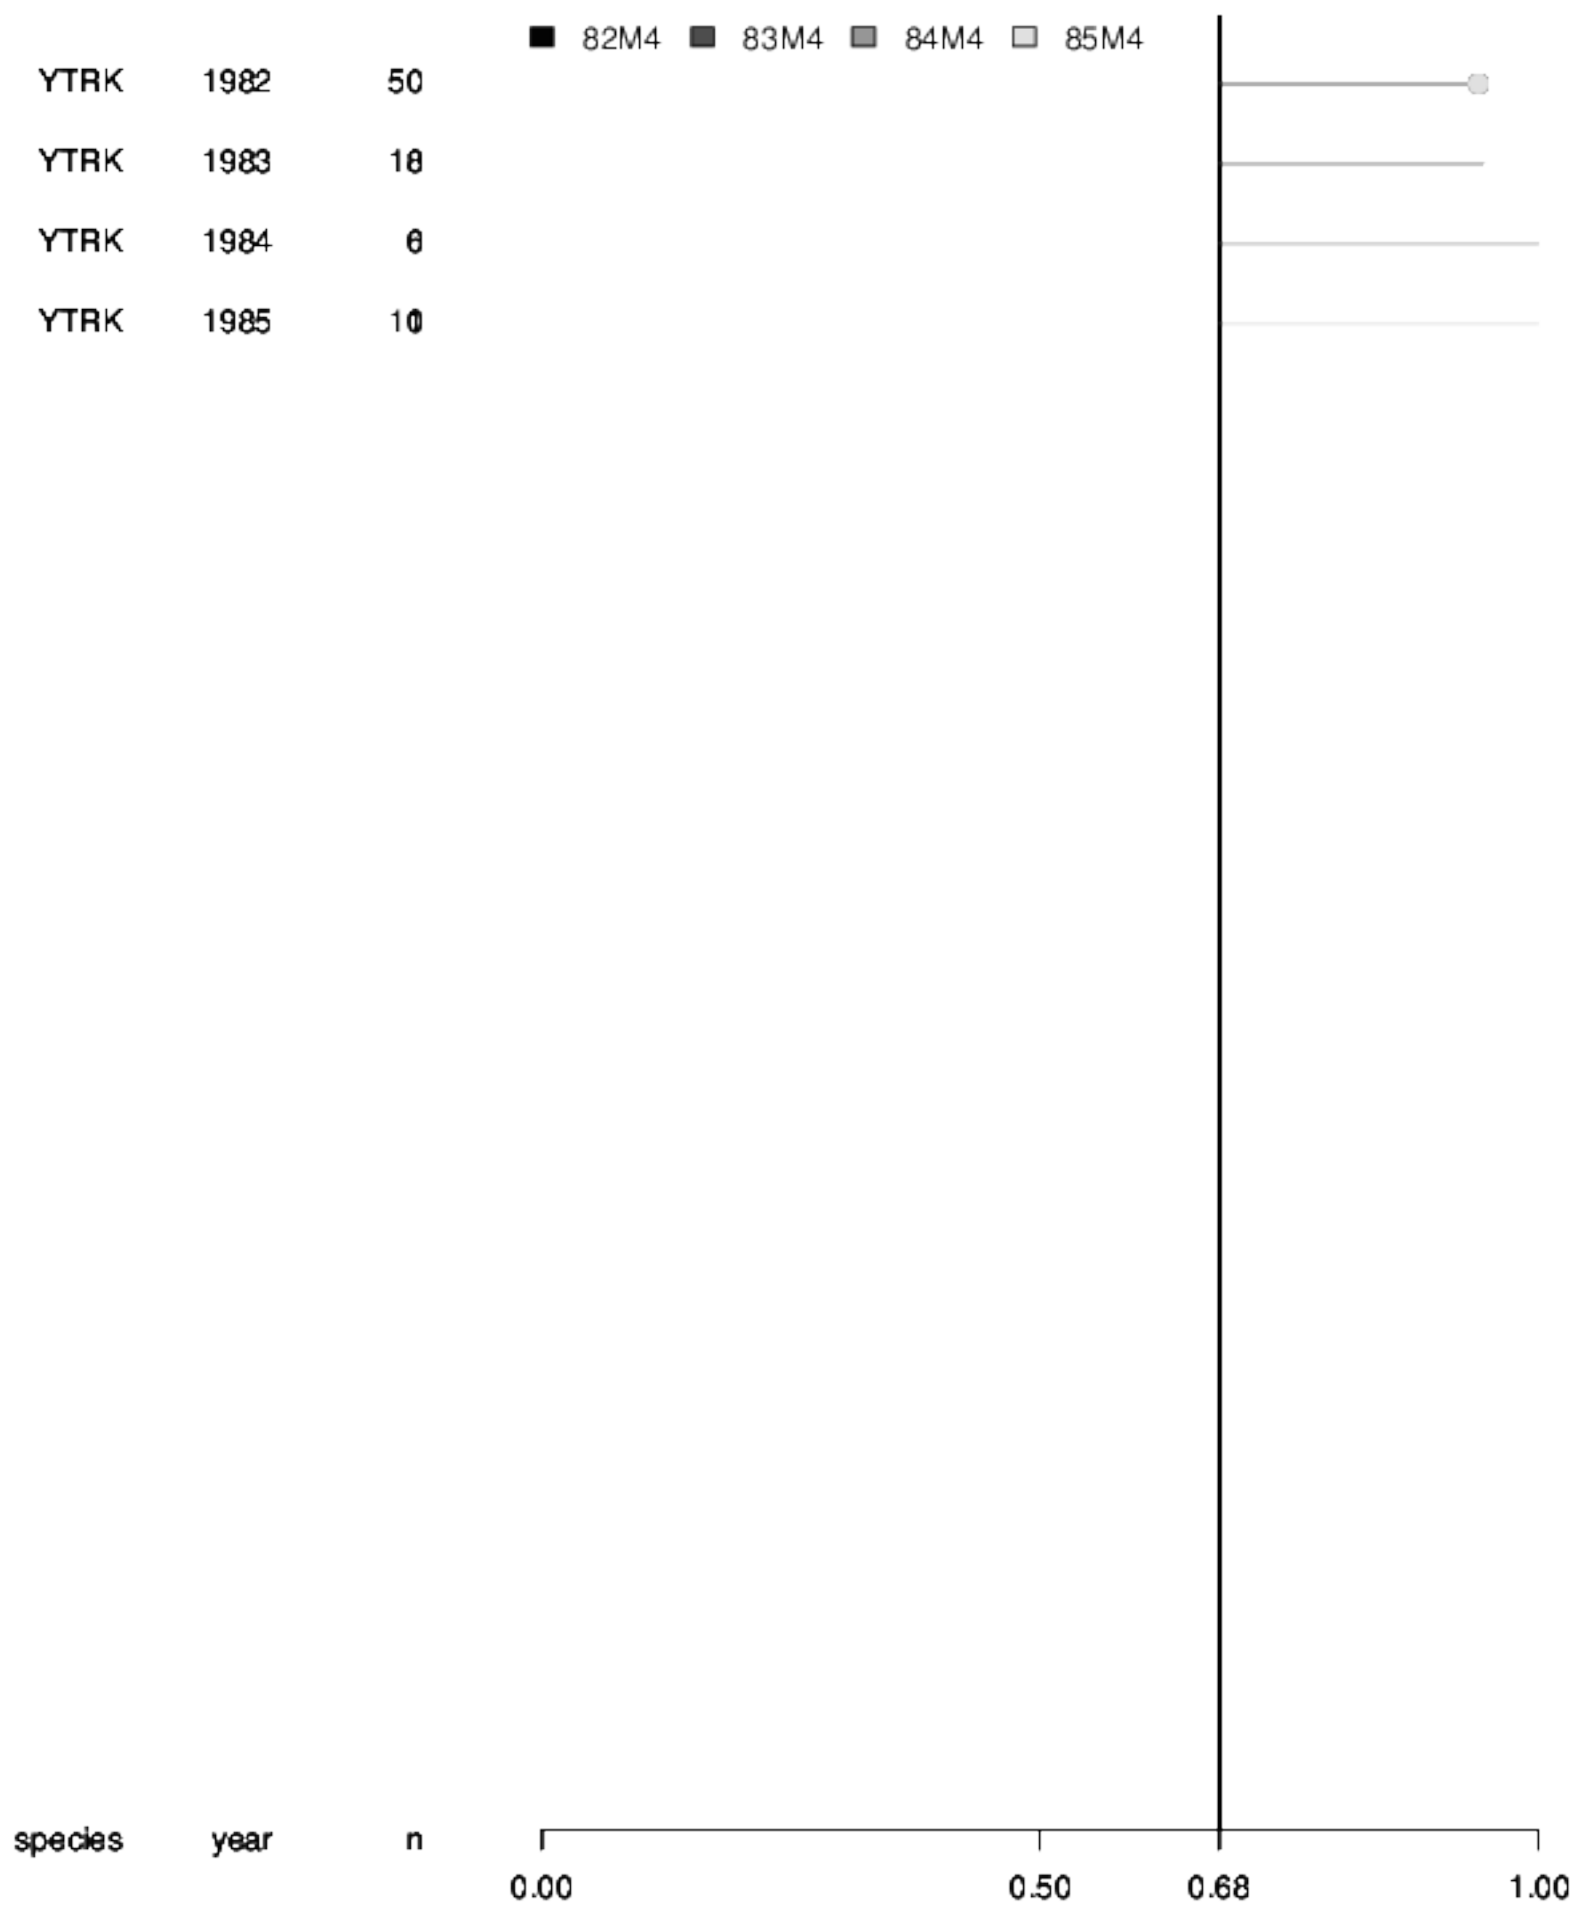 82M4 83M4 84M4 85M4
YTRK 1982 50
YTRK 1983
YTRK 1984
YTRK 1985
species year n
0.00 0.50 0.68 1.00